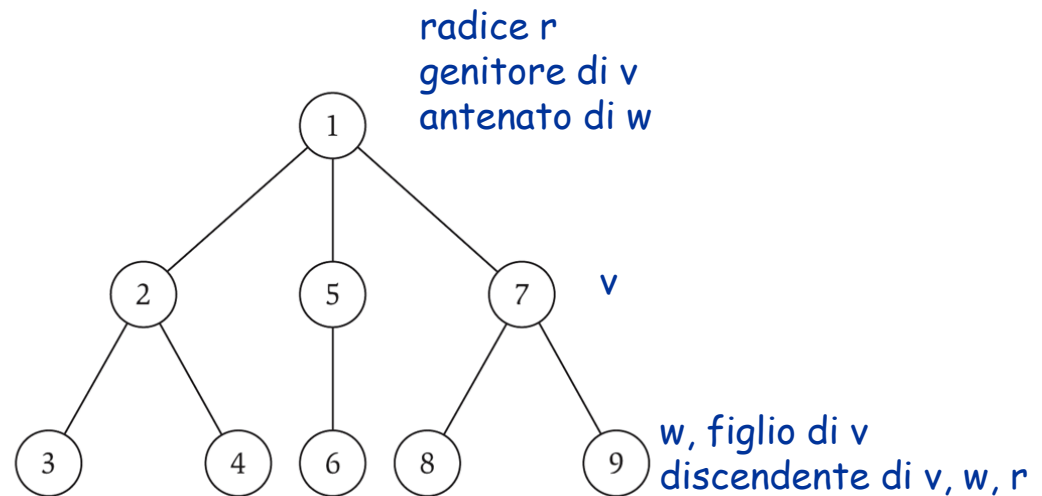 radice r
genitore di v
antenato di w
1
2
5
7
v
3
4
6
8
9
w, figlio di v
discendente di v, w, r